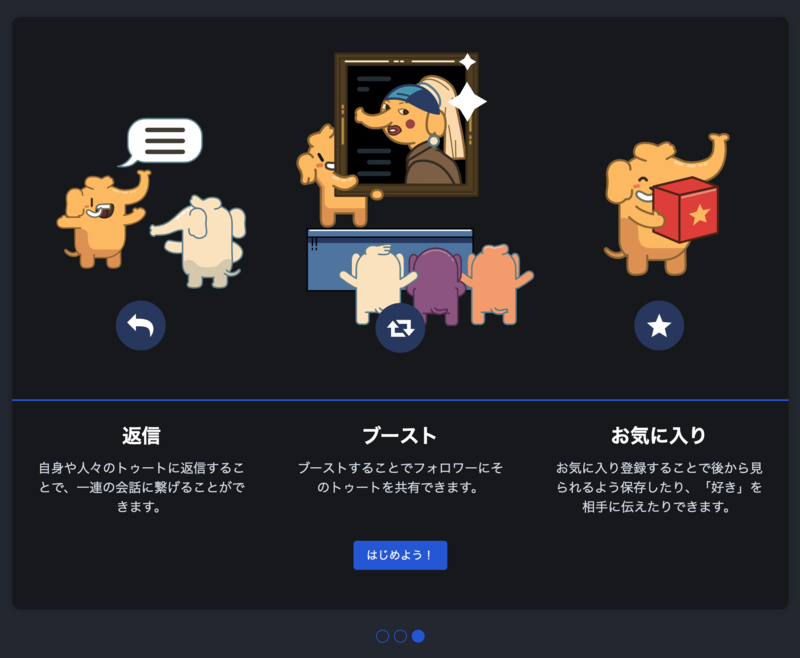 !!
返信
自身や人々のトゥートに返信するこ
とで、一連の会話に繋げることがで
きます。
ブースト
ブーストすることでフォロワーにそ
のトゥートを共有できます。
お気に入り
お気に入り登録することで後から見
られるよう保存したり、「好き」を
相手に伝えたりできます。
はじめよう！